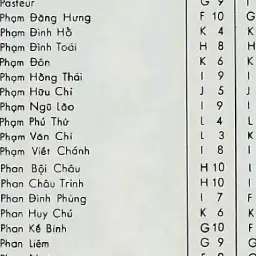 Pasteur G 9 I
Phạm Đăng Hưng F 10 G
Phạm Đình Hổ K 4 K
Phạm Đình Toái H 8 H
Phạm Đôn K 6 K
Phạm Hồng Thái I 9 I
Phạm Hữu Chí J 5 J
Phạm Ngũ Lão I 9 I
Phạm Phú Thứ L 4 L
Phạm Văn Chí L 3 K
Phạm Viết Chánh I 8 I
Phan Bội Châu H 10 I
Phan Châu Trinh H 10 I
Phan Đình Phùng I 7 F
Phan Huy Chú K 6 K
Phan Kế Bính G 10 F
Phan Liêm G 9 G